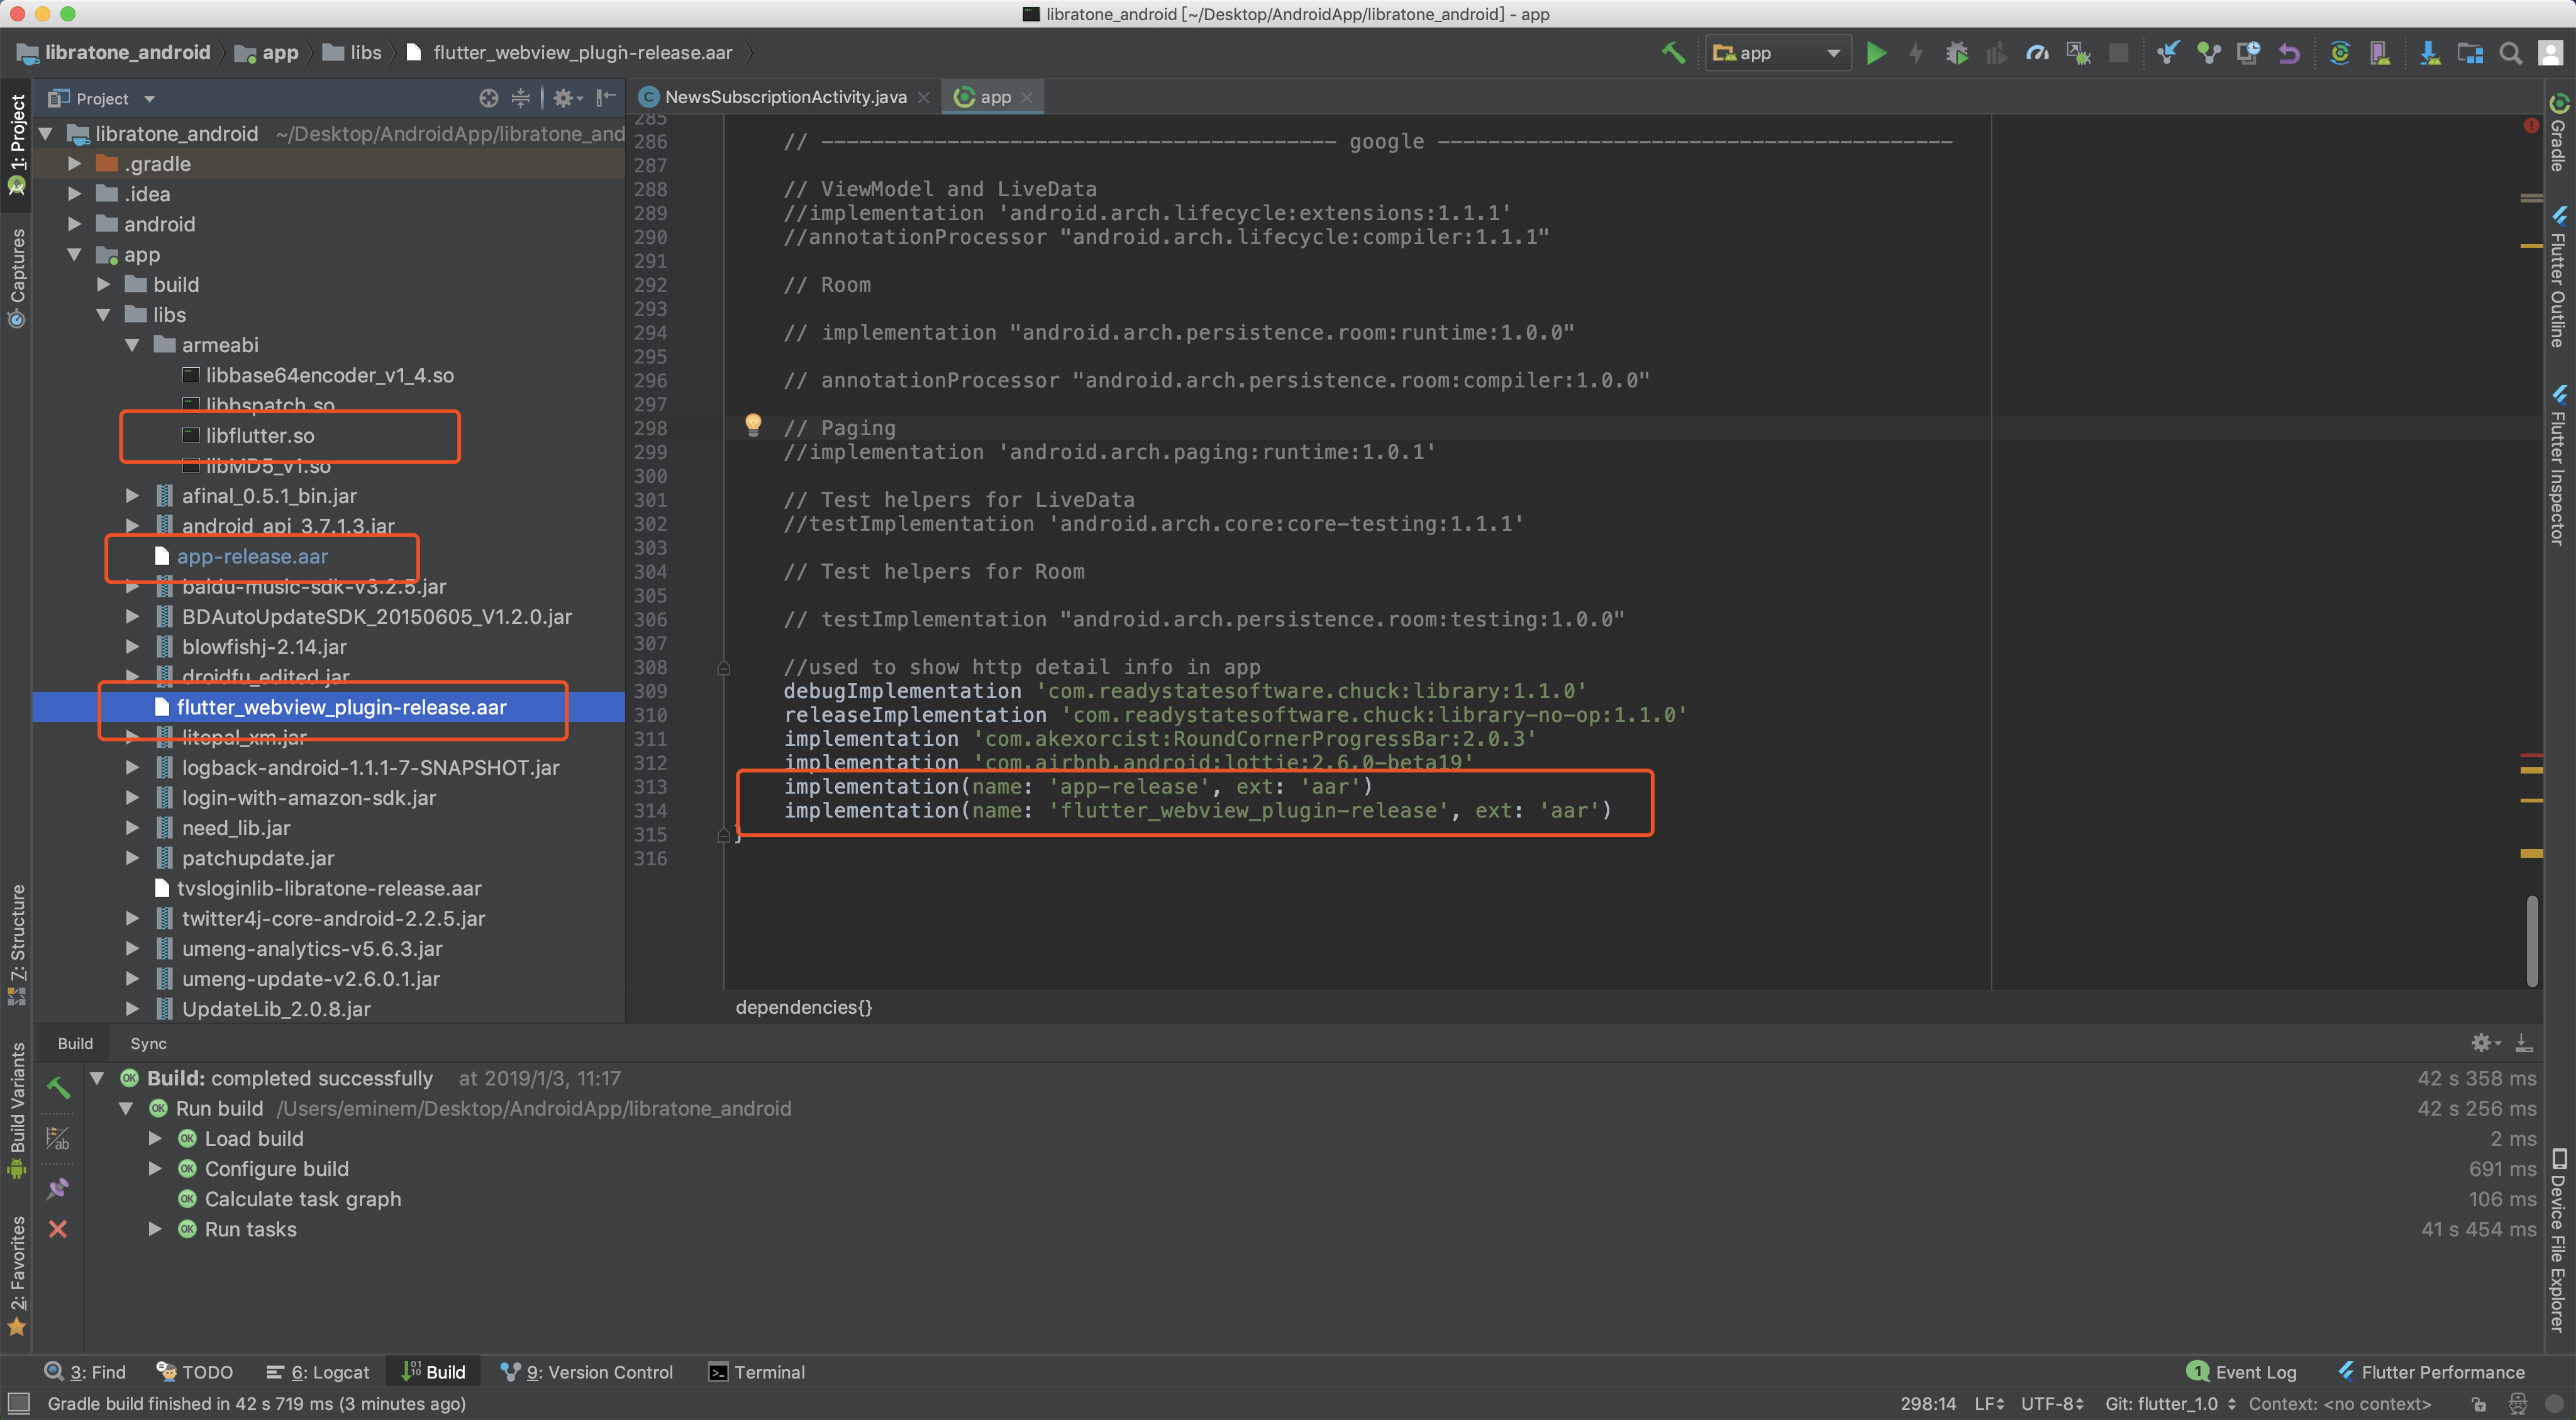 libratone_android [~/Desktop/AndroidApp/libratone_android] - app
libratone_android app libs flutter_webview_plugin-release.aar
app
Project
NewsSubscriptionActivity.java
app
1: Project
Captures
7: Structure
Build Variants
2: Favorites
libratone_android ~/Desktop/AndroidApp/libratone_and
.gradle
.idea
android
app
build
libs
armeabi
libbase64encoder_v1_4.so
libbspatch.so
libflutter.so
libMD5_v1.so
afinal_0.5.1_bin.jar
android_api_3.7.1.3.jar
app-release.aar
baidu-music-sdk-v3.2.5.jar
BDAutoUpdateSDK_20150605_V1.2.0.jar
blowfishj-2.14.jar
droidfu_edited.jar
flutter_webview_plugin-release.aar
litepal_xm.jar
logback-android-1.1.1-7-SNAPSHOT.jar
login-with-amazon-sdk.jar
need_lib.jar
patchupdate.jar
tvsloginlib-libratone-release.aar
twitter4j-core-android-2.2.5.jar
umeng-analytics-v5.6.3.jar
umeng-update-v2.6.0.1.jar
UpdateLib_2.0.8.jar
285
286 // ----------------------------------------- google -----------------------------------------
287
288 // ViewModel and LiveData
289 //implementation 'android.arch.lifecycle:extensions:1.1.1'
290 //annotationProcessor "android.arch.lifecycle:compiler:1.1.1"
291
292 // Room
293
294 // implementation "android.arch.persistence.room:runtime:1.0.0"
295
296 // annotationProcessor "android.arch.persistence.room:compiler:1.0.0"
297
298 // Paging
299 //implementation 'android.arch.paging:runtime:1.0.1'
300
301 // Test helpers for LiveData
302 //testImplementation 'android.arch.core:core-testing:1.1.1'
303
304 // Test helpers for Room
305
306 // testImplementation "android.arch.persistence.room:testing:1.0.0"
307
308 //used to show http detail info in app
309 debugImplementation 'com.readystatesoftware.chuck:library:1.1.0'
310 releaseImplementation 'com.readystatesoftware.chuck:library-no-op:1.1.0'
311 implementation 'com.akexorcist:RoundCornerProgressBar:2.0.3'
312 implementation 'com.airbnb.android:lottie:2.6.0-beta19'
313 implementation(name: 'app-release', ext: 'aar')
314 implementation(name: 'flutter_webview_plugin-release', ext: 'aar')
315 }
316
dependencies{}
Gradle
Flutter Outline
Flutter Inspector
Device File Explorer
Build Sync
Build: completed successfully at 2019/1/3, 11:17 42 s 358 ms
Run build /Users/eminem/Desktop/AndroidApp/libratone_android 42 s 256 ms
Load build 2 ms
Configure build 691 ms
Calculate task graph 106 ms
Run tasks 41 s 454 ms
3: Find TODO 6: Logcat Build 9: Version Control Terminal 1 Event Log Flutter Performance
Gradle build finished in 42 s 719 ms (3 minutes ago) 298:14 LF UTF-8 Git: flutter_1.0 Context: <no context>